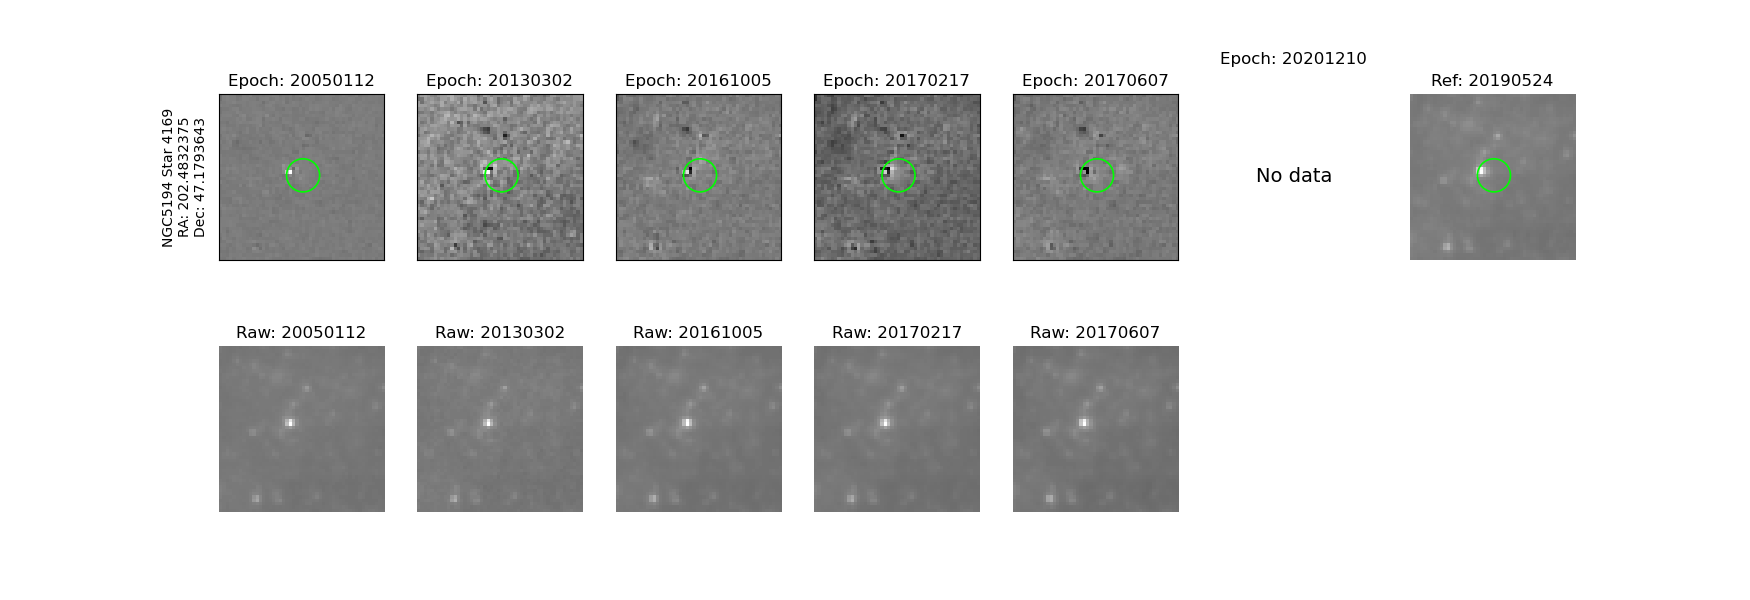 Epoch: 20201210
Epoch: 20050112
Epoch: 20130302
Epoch: 20161005
Epoch: 20170217
Epoch: 20170607
Ref: 20190524
NGC5194 Star 4169
RA: 202.4832375
Dec: 47.1793643
No data
Raw: 20050112
Raw: 20130302
Raw: 20161005
Raw: 20170217
Raw: 20170607